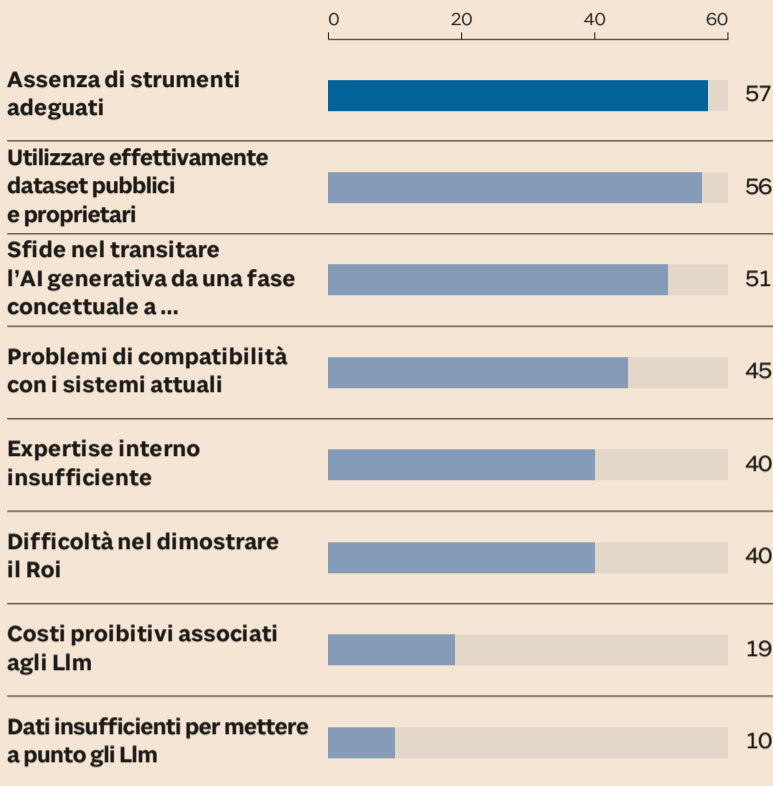 0 20 40 60
Assenza di strumenti
adeguati
57
Utilizzare effettivamente
dataset pubblici
e proprietari
56
Sfide nel transitare
l’AI generativa da una fase
concettuale a ...
51
Problemi di compatibilità
con i sistemi attuali
45
Expertise interno
insufficiente
40
Difficoltà nel dimostrare
il Roi
40
Costi proibitivi associati
agli Llm
19
Dati insufficienti per mettere
a punto gli Llm
10